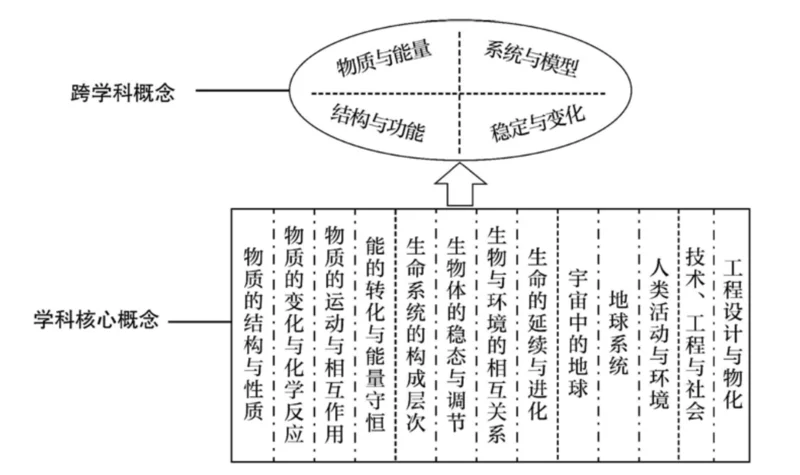 跨学科概念
物质与能量
系统与模型
结构与功能
稳定与变化
学科核心概念
物质的结构与性质
物质的变化与化学反应
物质的运动与相互作用
能的转化与能量守恒
生命系统的构成层次
生物体的稳态与调节
生物与环境的相互关系
生命的延续与进化
宇宙中的地球
地球系统
人类活动与环境
技术、工程与社会
工程设计与物化